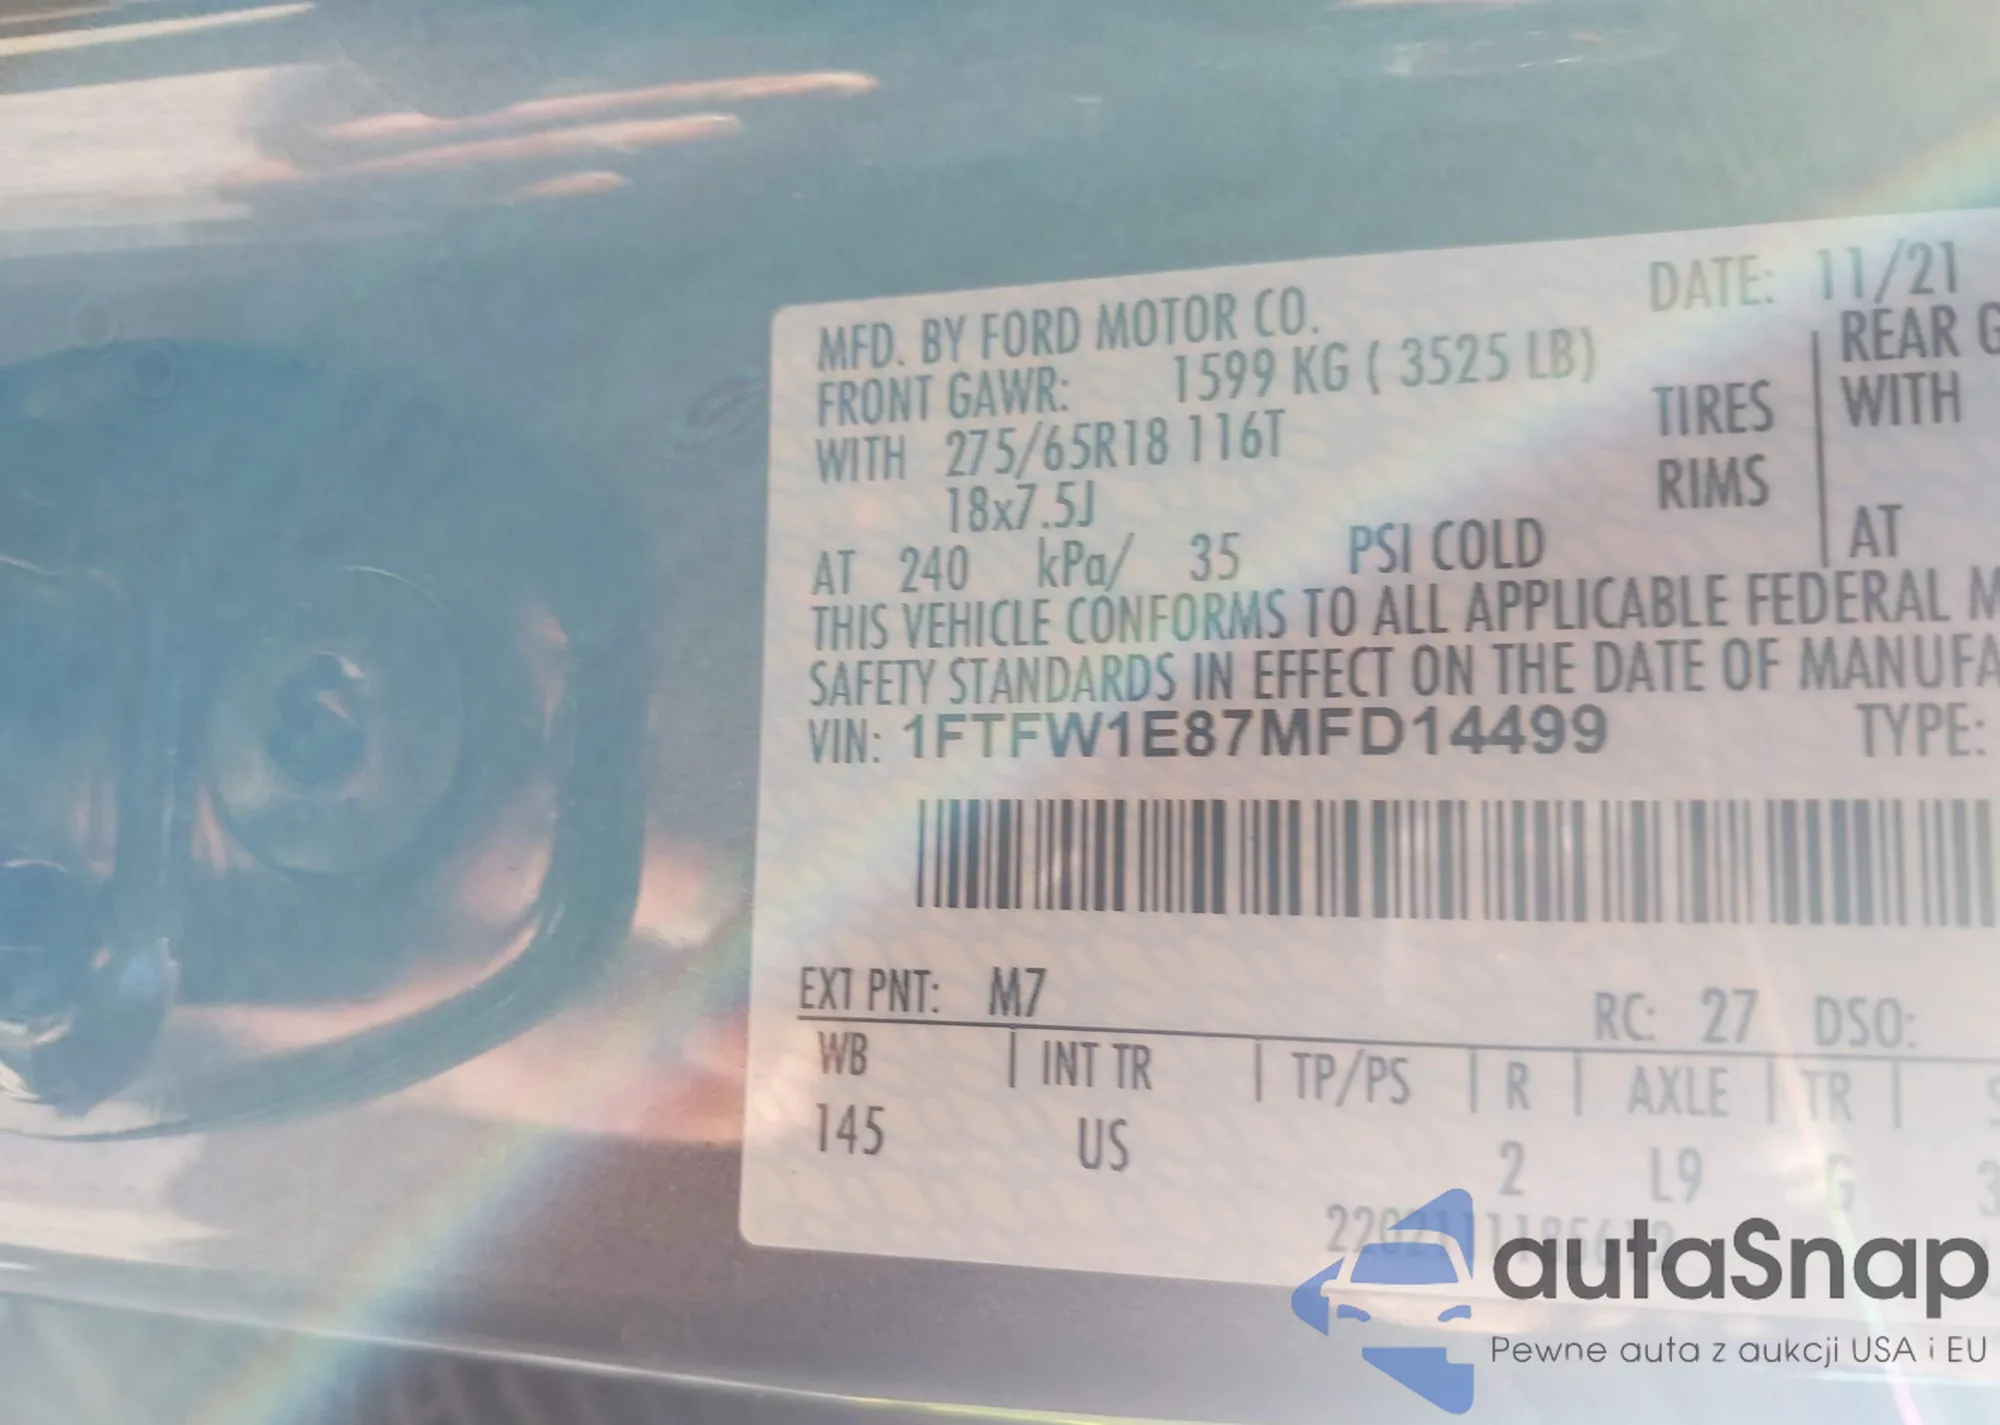 MFD. BY FORD MOTOR CO.
DATE: 11/21
FRONT GAWR: 1599 KG ( 3525 LB)
REAR G
WITH 275/65R18 116T
TIRES
WITH
18x7.5J
RIMS
AT 240 kPa/ 35 PSI COLD
AT
THIS VEHICLE CONFORMS TO ALL APPLICABLE FEDERAL M
SAFETY STANDARDS IN EFFECT ON THE DATE OF MANUFA
VIN: 1FTFW1E87MFD14499
TYPE:
EXT PNT: M7
RC: 27 DSO:
WB | INT TR | TP/PS | R | AXLE | TR |
145 US 2 L9 G 3
autaSnap
Pewne auta z aukcji USA i EU